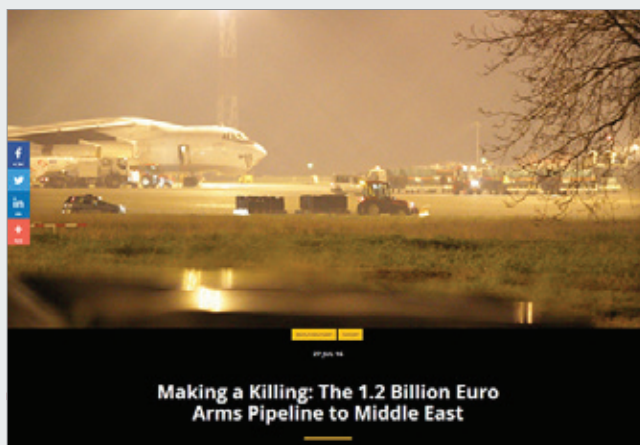 27 JUL 16
Making a Killing: The 1.2 Billion Euro
Arms Pipeline to Middle East